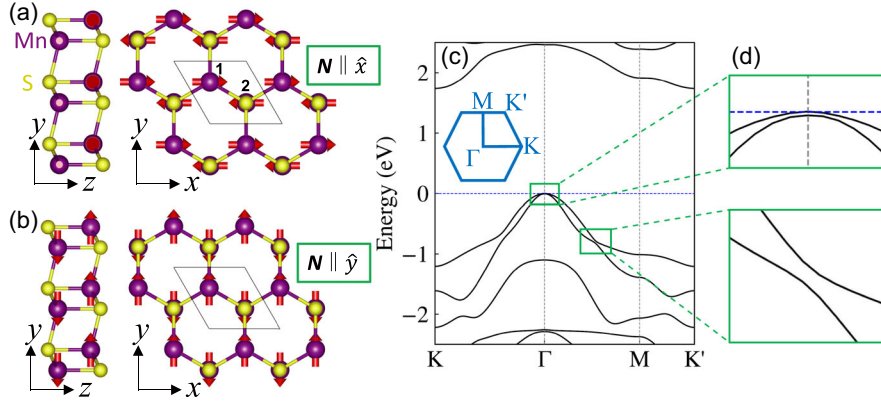 (a)
Mn
S
y
z
1
2
y
x
N ∥ x̂
(b)
y
z
y
x
N ∥ ŷ
(c)
Energy (eV)
2
1
0
−1
−2
M
K'
Γ
K
K
Γ
M
K'
(d)